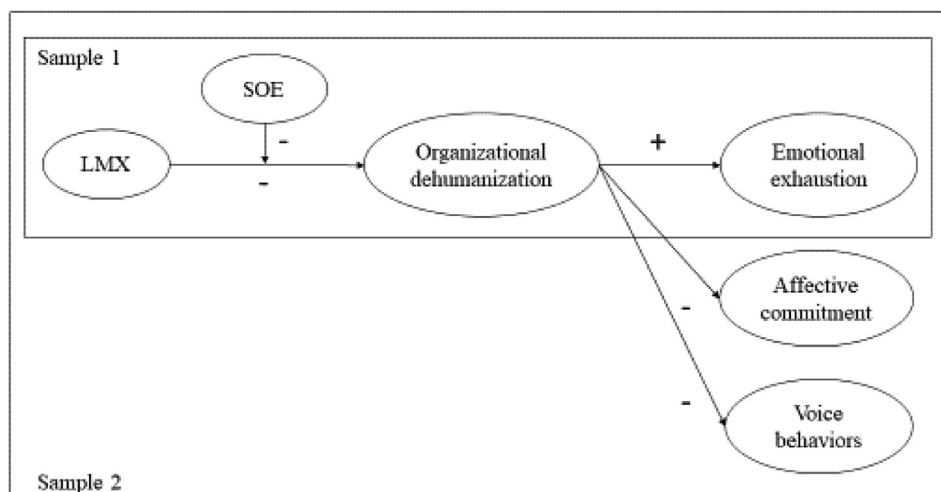 Sample 1
SOE
-
LMX
-
Organizational
dehumanization
+
Emotional
exhaustion
Affective
commitment
-
Voice
behaviors
-
Sample 2